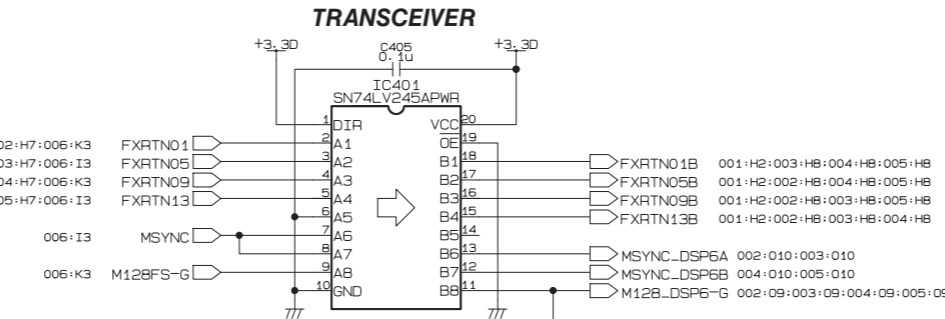 TRANSCEIVER
+3.3D
C405
0.1u
+3.3D
IC401
SN74LV245APWR
1 DIR VCC 20
02:H7:006:K3 FXRTN01 2 A1 OE 19
03:H7:006:I3 FXRTN05 3 A2 B1 18 FXRTN01B 001:H2:003:H8:004:H8:005:H8
04:H7:006:K3 FXRTN09 4 A3 B2 17 FXRTN05B 001:H2:002:H8:004:H8:005:H8
05:H7:006:I3 FXRTN13 5 A4 B3 16 FXRTN09B 001:H2:002:H8:003:H8:005:H8
6 A5 B4 15 FXRTN13B 001:H2:002:H8:003:H8:004:H8
006:I3 MSYNC 7 A6 B5 14
8 A7 B6 13 MSYNC_DSP6A 002:010:003:010
006:K3 M128FS-G 9 A8 B7 12 MSYNC_DSP6B 004:010:005:010
10 GND B8 11 M128_DSP6-G 002:09:003:09:004:09:005:09